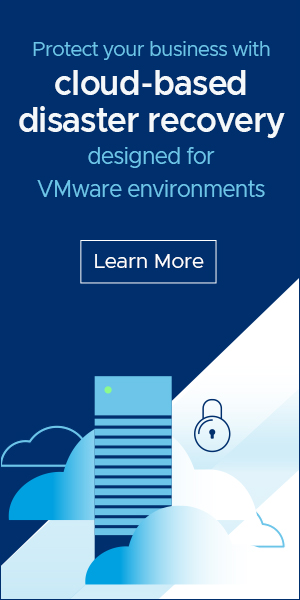 Protect your business with
cloud-based
disaster recovery
designed for
VMware environments
Learn More